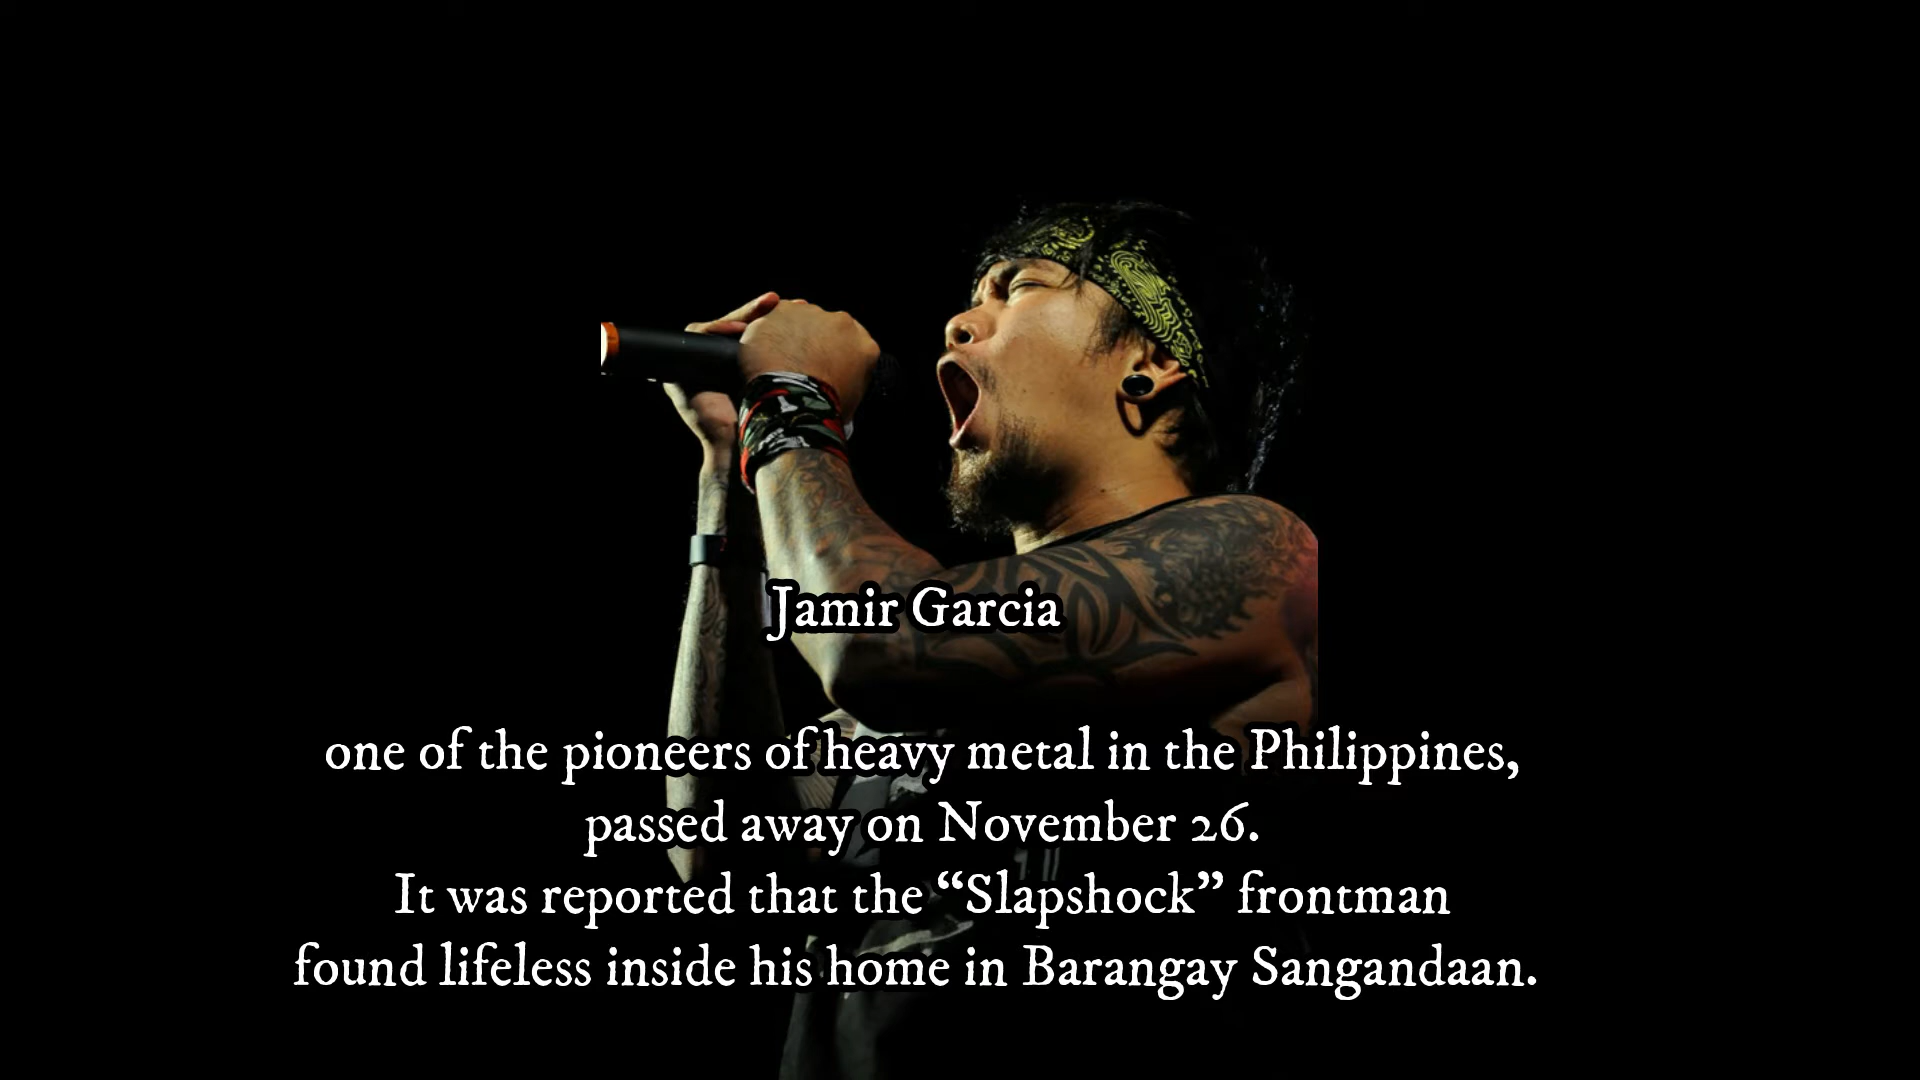 Jamir Garcia
one of the pioneers of heavy metal in the Philippines,
passed away on November 26.
It was reported that the “Slapshock” frontman
found lifeless inside his home in Barangay Sangandaan.